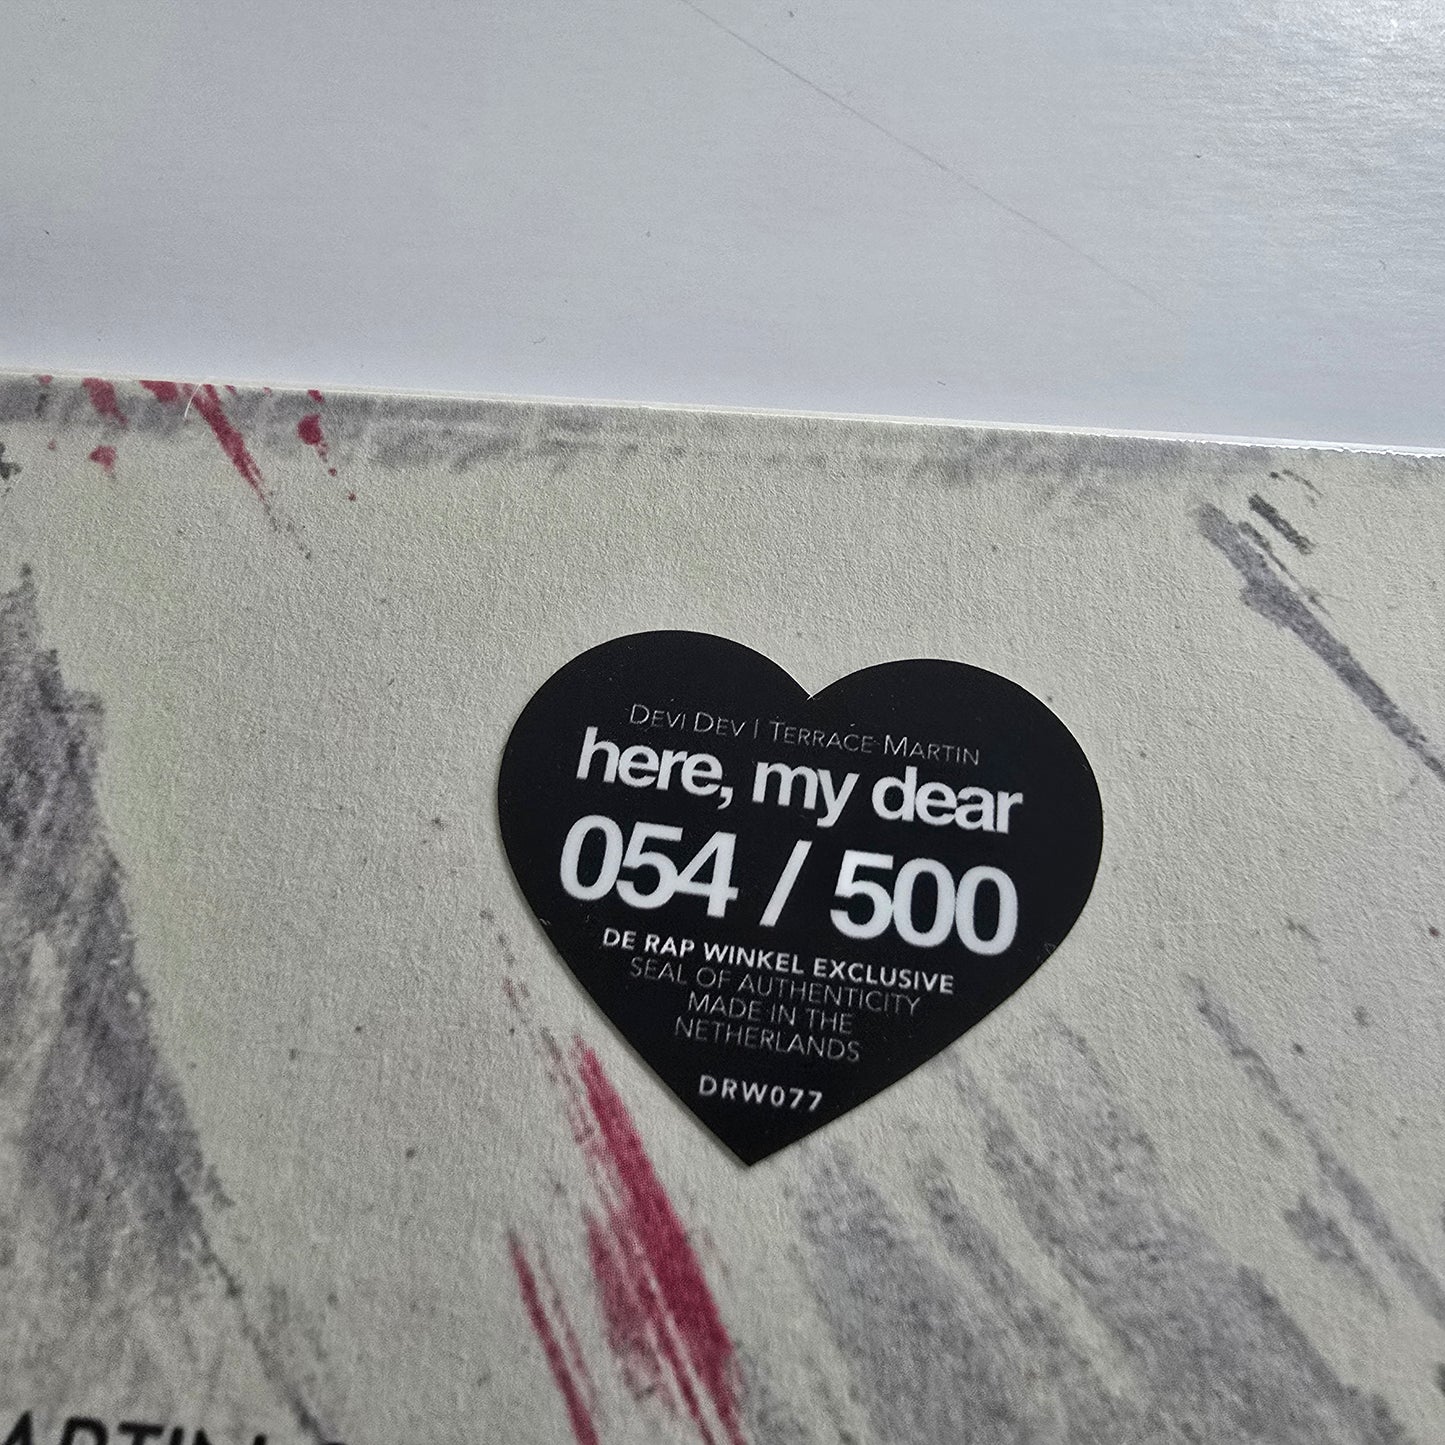 DEVI DEV | TERRACE MARTIN
here, my dear
054 / 500
DE RAP WINKEL EXCLUSIVE
SEAL OF AUTHENTICITY
MADE IN THE
NETHERLANDS
DRW077
ARTIN